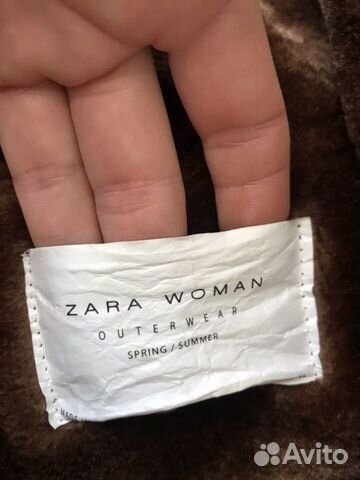 ZARA WOMAN
OUTERWEAR
SPRING / SUMMER
Avito